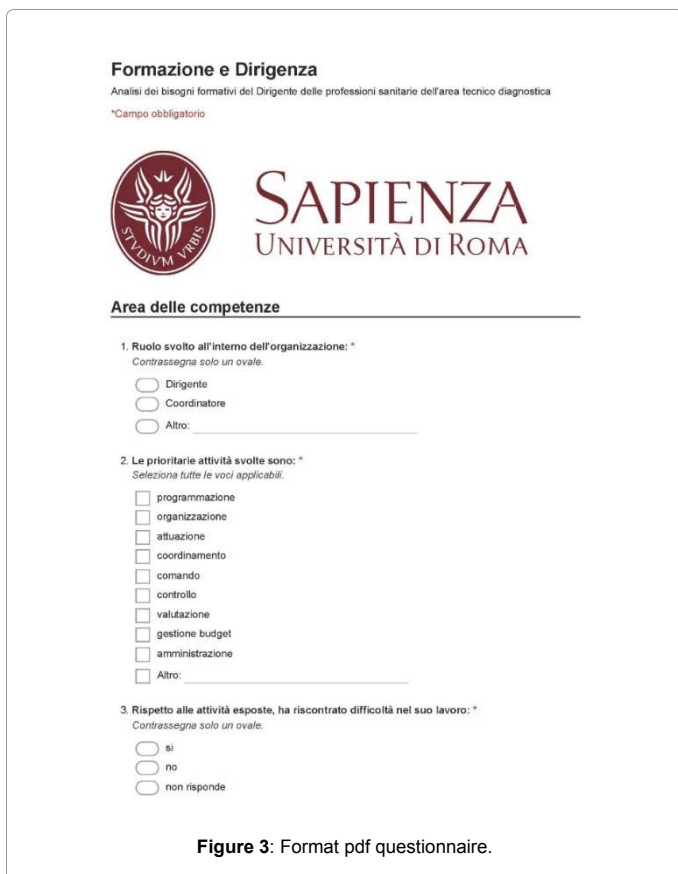 Formazione e Dirigenza
Analisi dei bisogni formativi del Dirigente delle professioni sanitarie dell'area tecnico diagnostica
*Campo obbligatorio
STVDIVM VRBIS
SAPIENZA
UNIVERSITÀ DI ROMA
Area delle competenze
1. Ruolo svolto all'interno dell'organizzazione: *
Contrassegna solo un ovale.
Dirigente
Coordinatore
Altro:
2. Le prioritarie attività svolte sono: *
Seleziona tutte le voci applicabili.
programmazione
organizzazione
attuazione
coordinamento
comando
controllo
valutazione
gestione budget
amministrazione
Altro:
3. Rispetto alle attività esposte, ha riscontrato difficoltà nel suo lavoro: *
Contrassegna solo un ovale.
si
no
non risponde
Figure 3: Format pdf questionnaire.